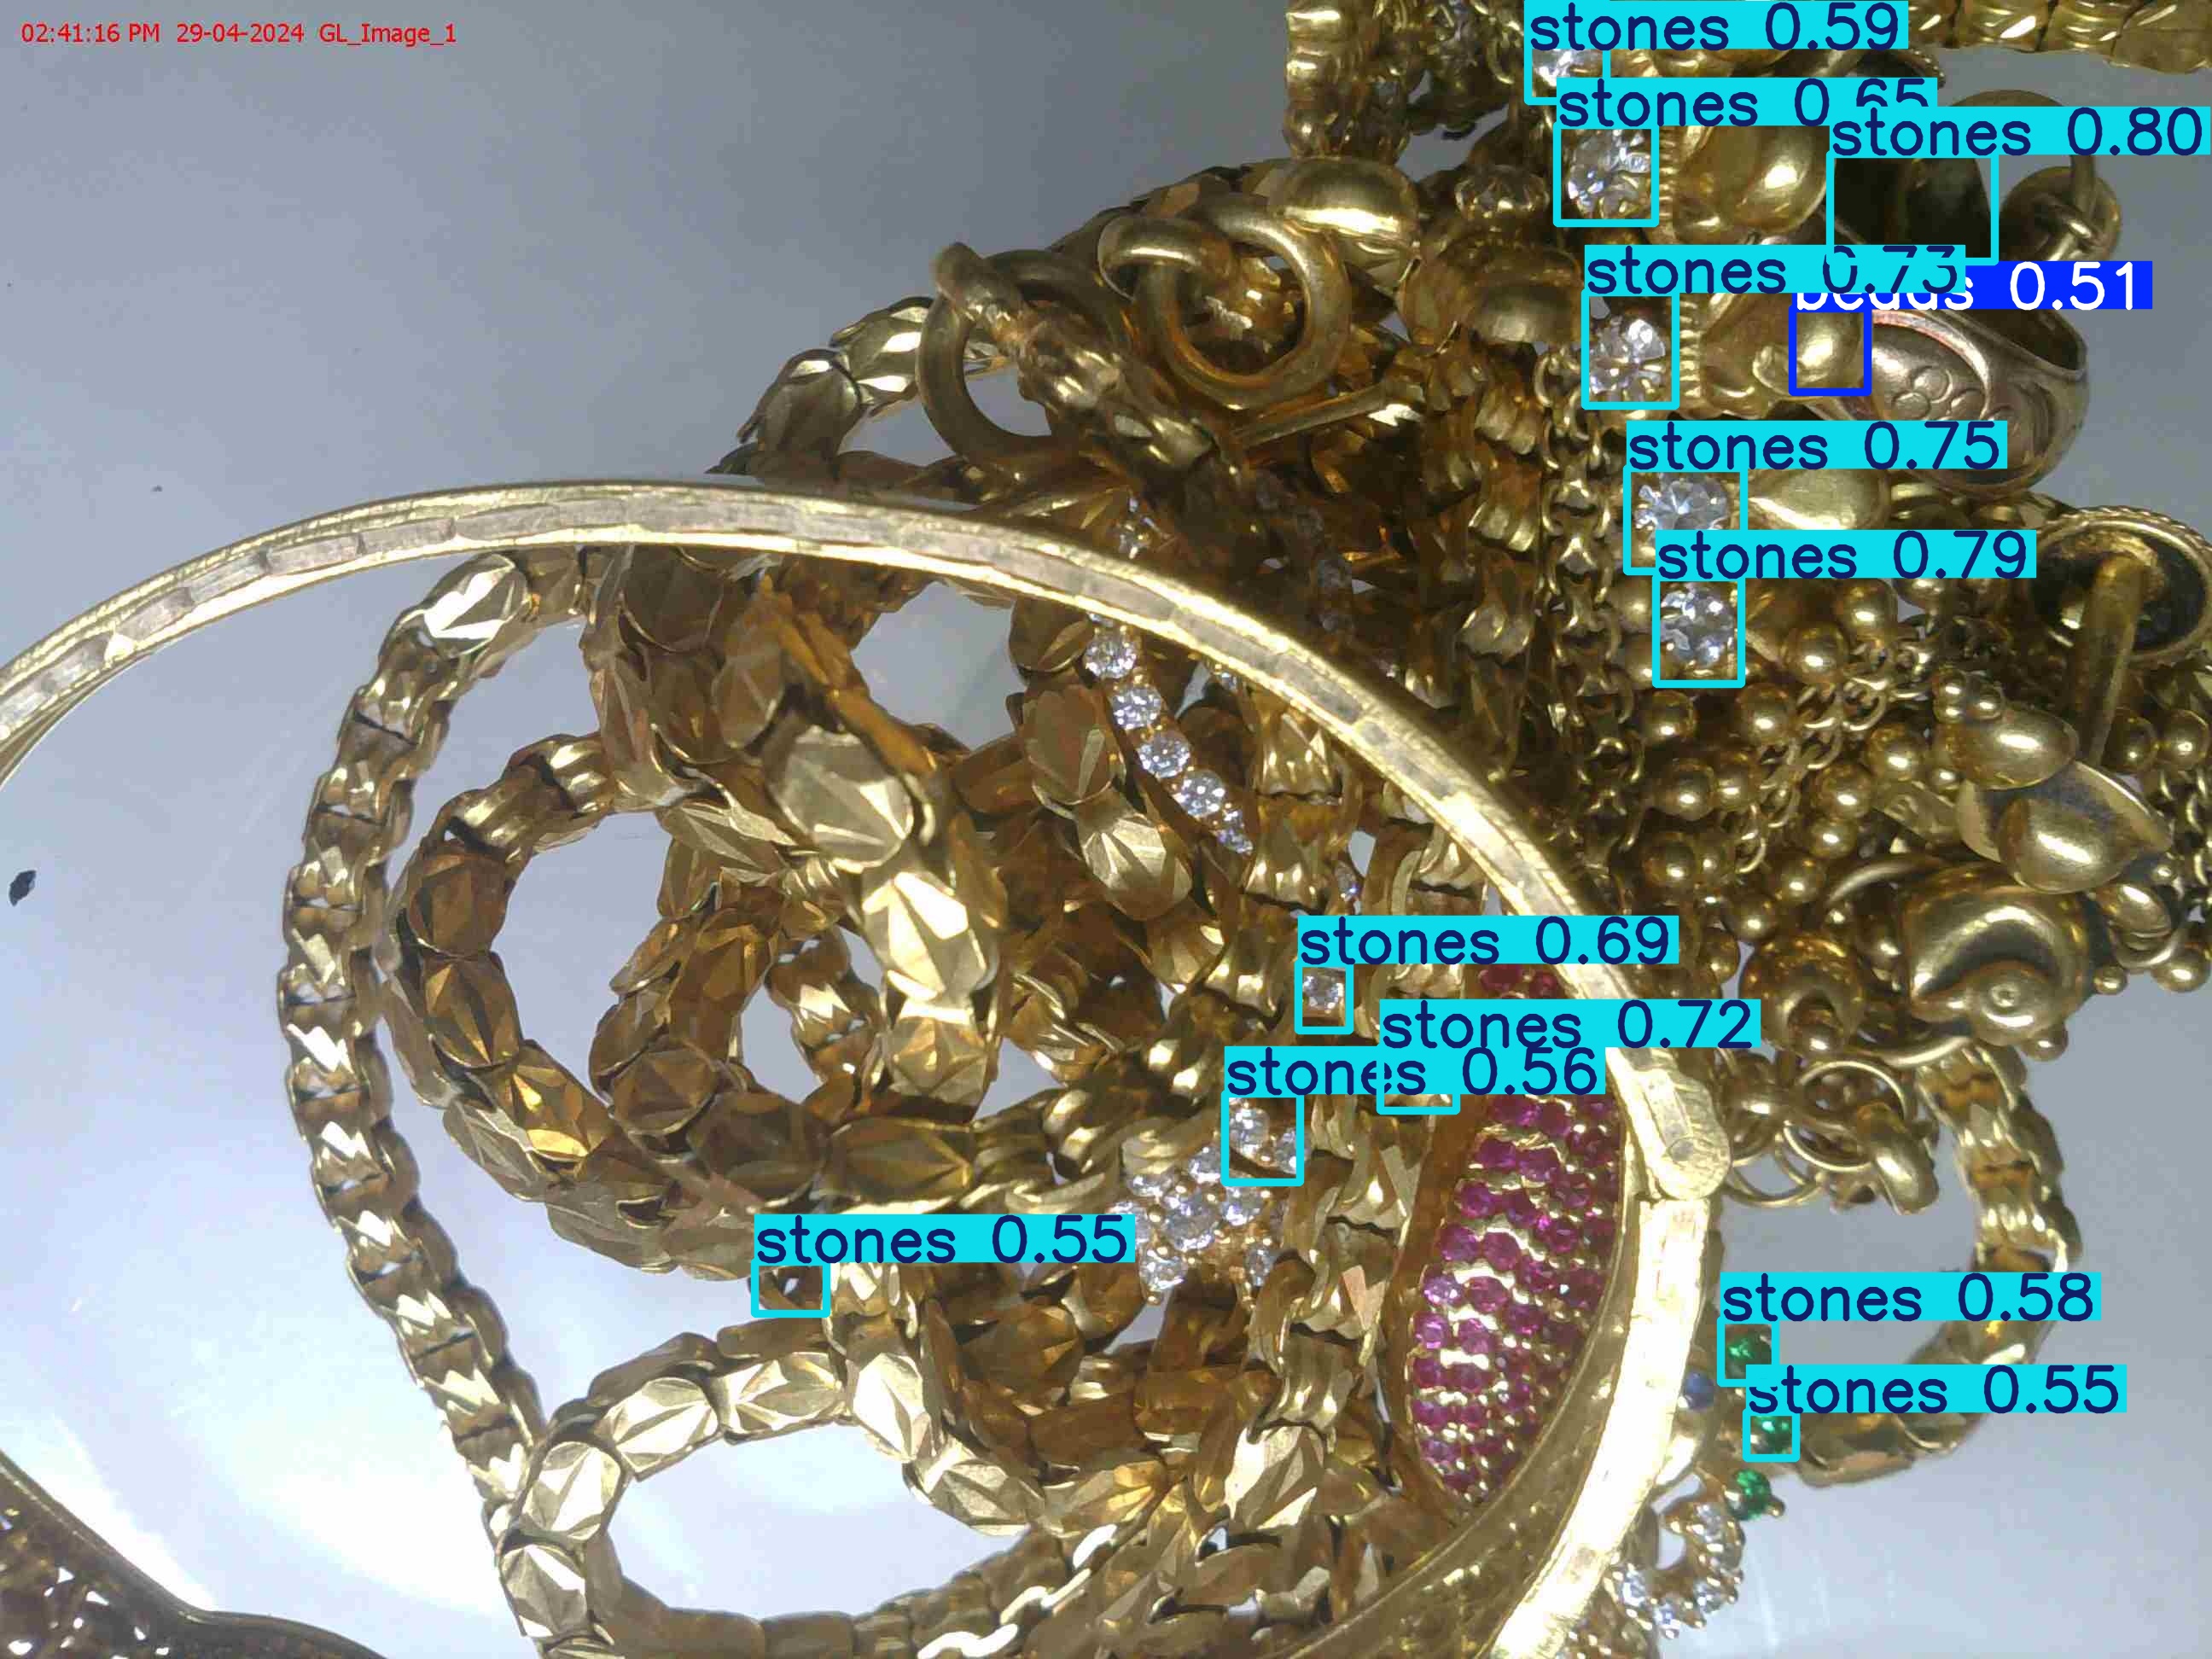 02:41:16 PM 29-04-2024 GL_Image_1
stones 0.59
stones 0.65
stones 0.80
stones 0.73
beads 0.51
stones 0.75
stones 0.79
stones 0.69
stones 0.72
stones 0.56
stones 0.55
stones 0.58
stones 0.55